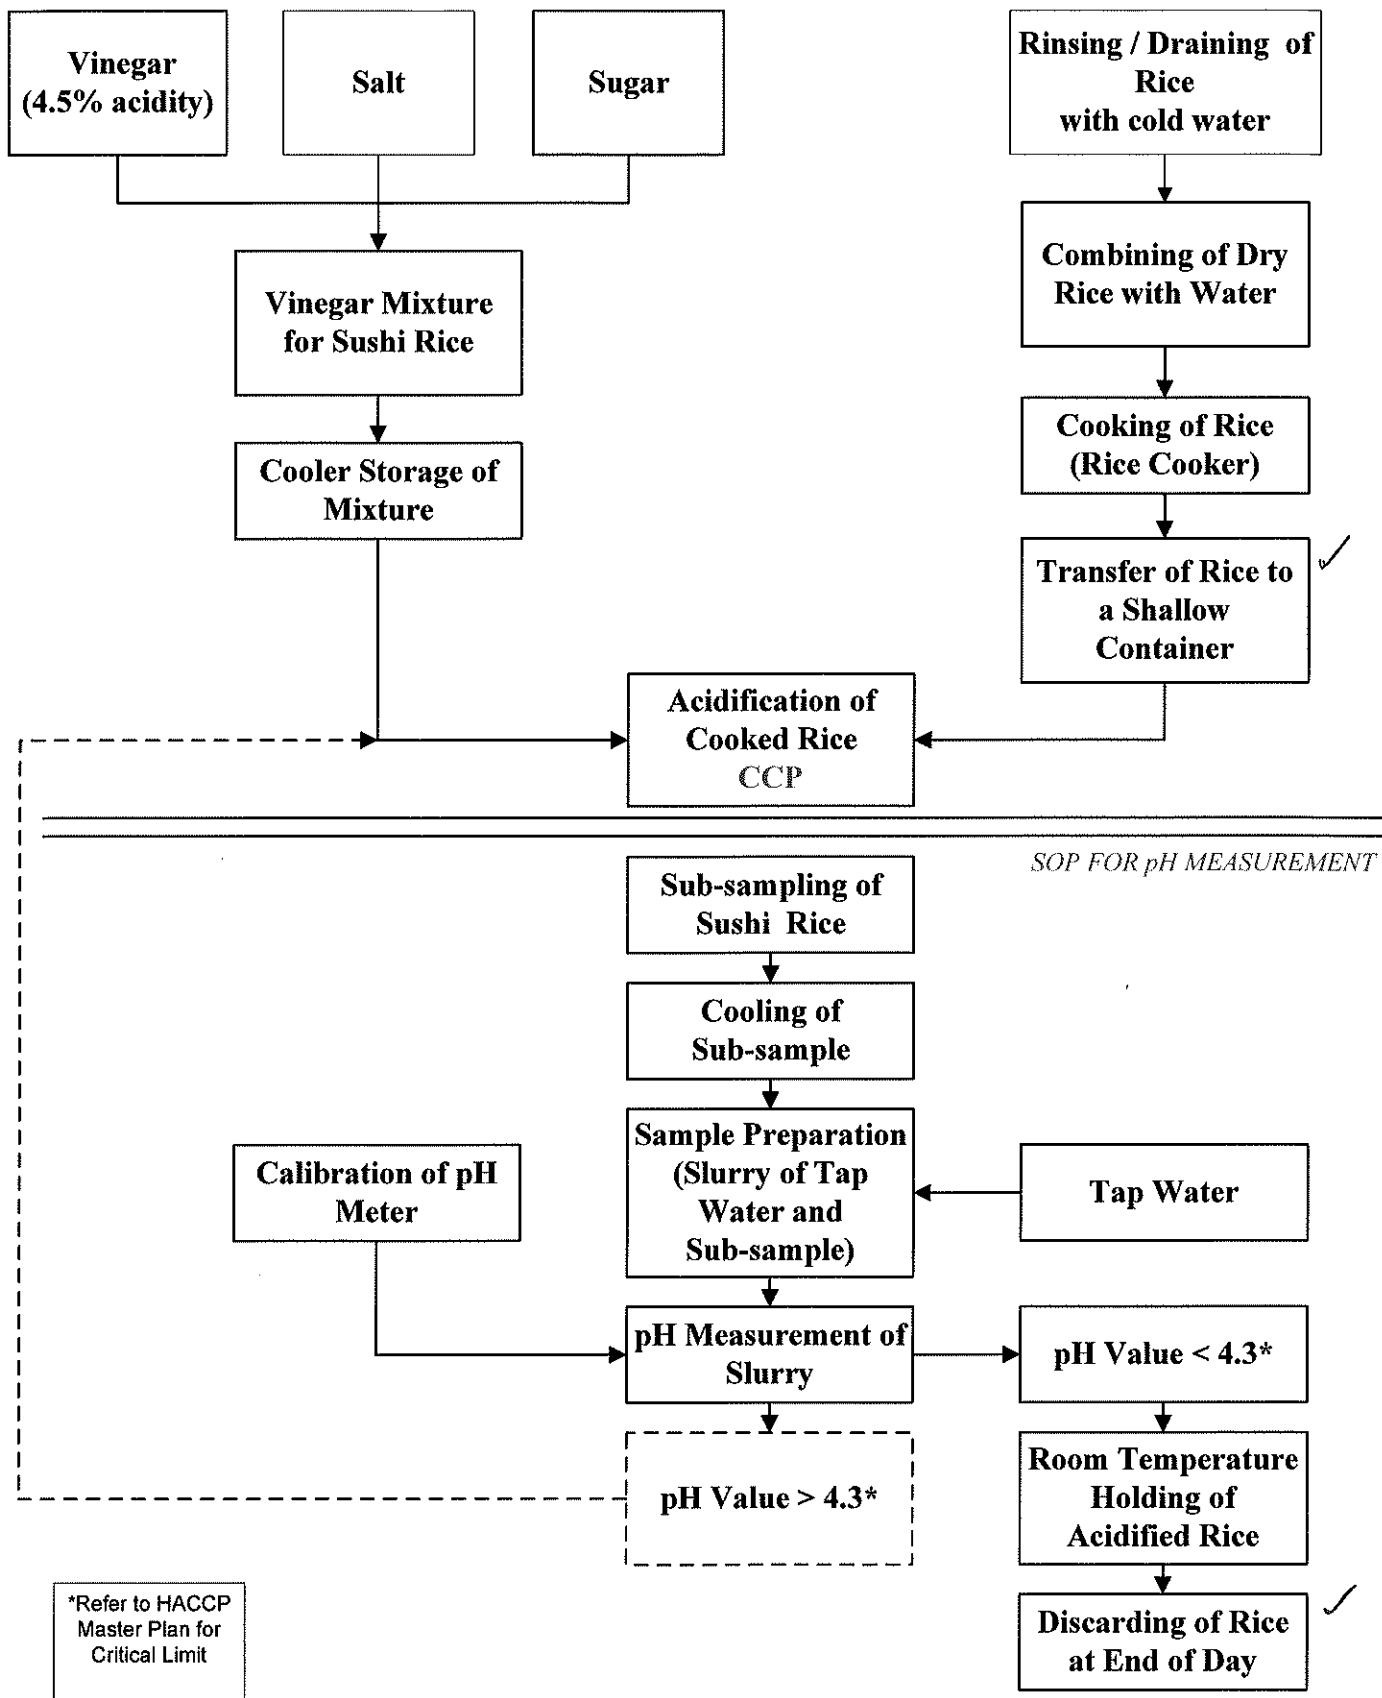 Vinegar
(4.5% acidity)
Salt
Sugar
Rinsing / Draining of
Rice
with cold water
Combining of Dry
Rice with Water
Vinegar Mixture
for Sushi Rice
Cooking of Rice
(Rice Cooker)
Cooler Storage of
Mixture
Transfer of Rice to
a Shallow
Container
Acidification of
Cooked Rice
CCP
SOP FOR pH MEASUREMENT
Sub-sampling of
Sushi Rice
Cooling of
Sub-sample
Sample Preparation
(Slurry of Tap
Water and
Sub-sample)
Calibration of pH
Meter
Tap Water
pH Measurement of
Slurry
pH Value < 4.3*
pH Value > 4.3*
Room Temperature
Holding of
Acidified Rice
Discarding of Rice
at End of Day
*Refer to HACCP
Master Plan for
Critical Limit